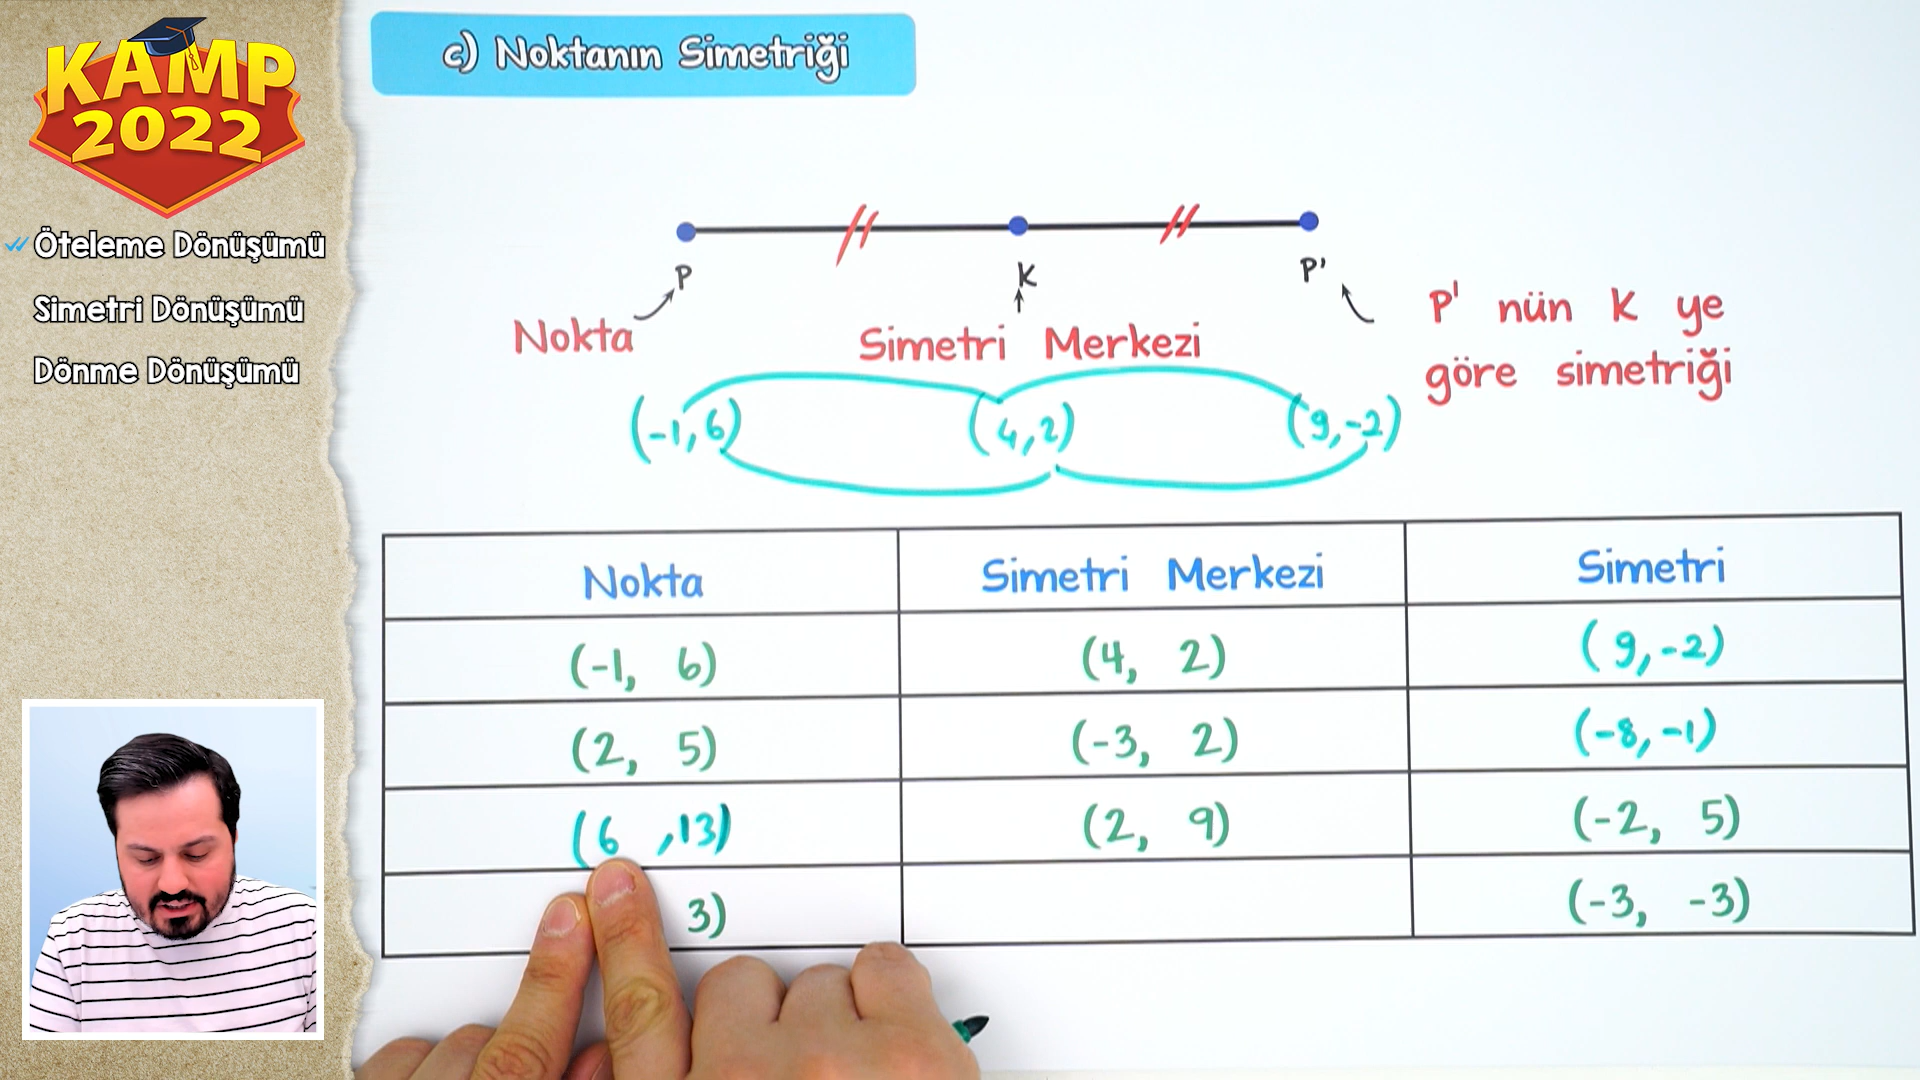 KAMP
2022
Öteleme Dönüşümü
Simetri Dönüşümü
Dönme Dönüşümü
c) Noktanın Simetriği
P K P'
Nokta Simetri Merkezi
P' nün K ye
göre simetriği
(-1, 6) (4, 2) (9, -2)
Nokta Simetri Merkezi Simetri
(-1, 6) (4, 2) (9, -2)
(2, 5) (-3, 2) (-8, -1)
(6 ,13) (2, 9) (-2, 5)
3) (-3, -3)